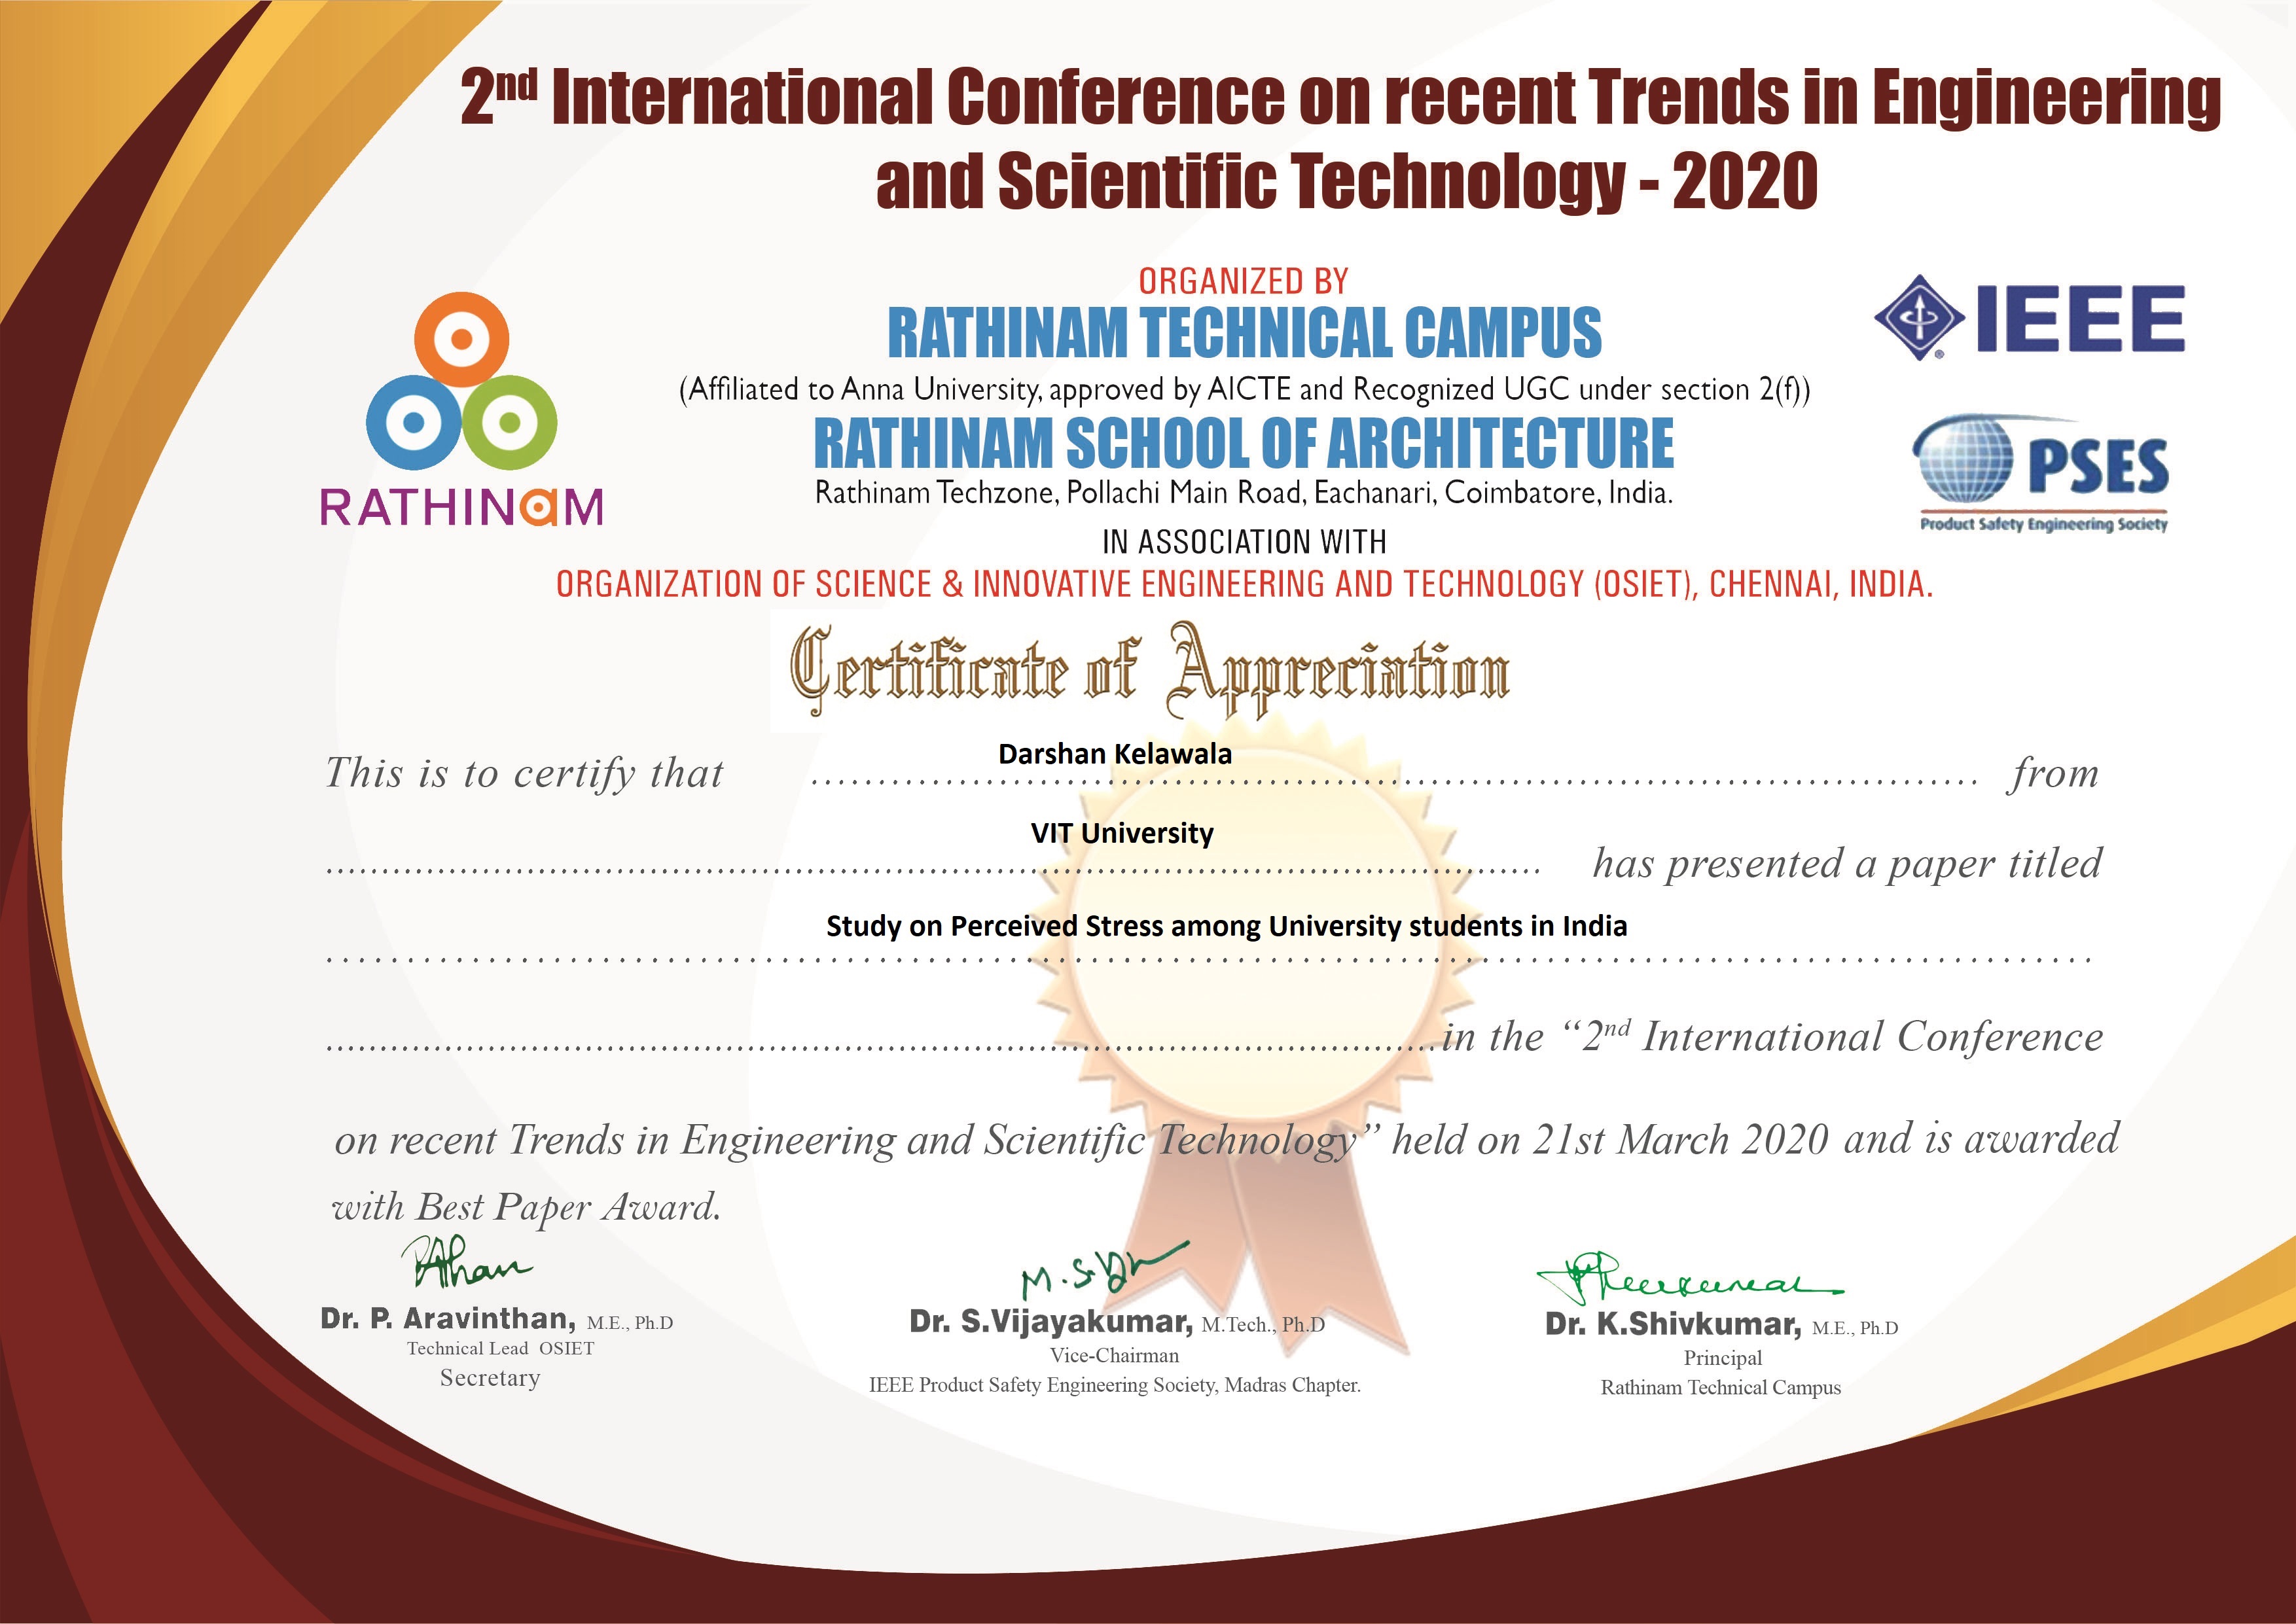 2nd International Conference on recent Trends in Engineering
and Scientific Technology - 2020
ORGANIZED BY
RATHINAM TECHNICAL CAMPUS
(Affiliated to Anna University, approved by AICTE and Recognized UGC under section 2(f))
RATHINAM SCHOOL OF ARCHITECTURE
Rathinam Techzone, Pollachi Main Road, Eachanari, Coimbatore, India.
RATHINAM
IEEE
PSES
Product Safety Engineering Society
IN ASSOCIATION WITH
ORGANIZATION OF SCIENCE & INNOVATIVE ENGINEERING AND TECHNOLOGY (OSIET), CHENNAI, INDIA.
Certificate of Appreciation
This is to certify that Darshan Kelawala from
VIT University has presented a paper titled
Study on Perceived Stress among University students in India
in the “2nd International Conference
on recent Trends in Engineering and Scientific Technology” held on 21st March 2020 and is awarded
with Best Paper Award.
M.S.
Dr. P. Aravinthan, M.E., Ph.D
Technical Lead OSIET
Secretary
Dr. S.Vijayakumar, M.Tech., Ph.D
Vice-Chairman
IEEE Product Safety Engineering Society, Madras Chapter.
Dr. K.Shivkumar, M.E., Ph.D
Principal
Rathinam Technical Campus